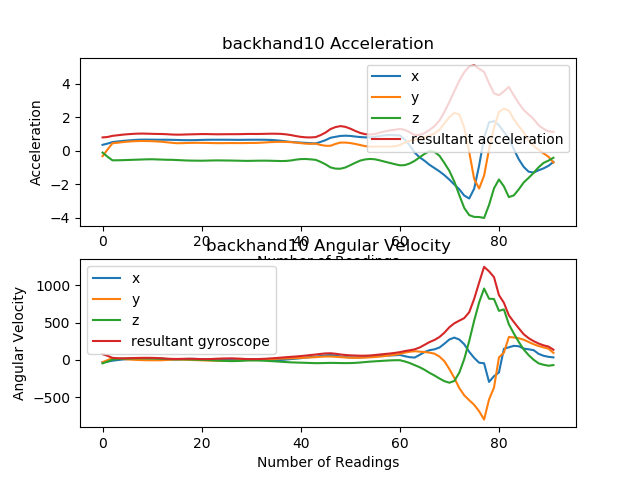 backhand10 Acceleration
Acceleration
4
2
0
−2
−4
x
y
z
resultant acceleration
0
20
40
60
80
Number of Readings
backhand10 Angular Velocity
Angular Velocity
1000
500
0
−500
x
y
z
resultant gyroscope
0
20
40
60
80
Number of Readings